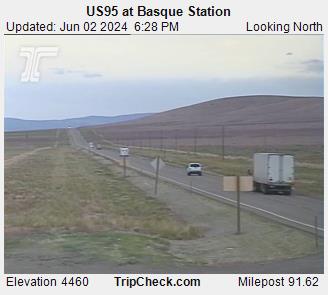 US95 at Basque Station
Updated: Jun 02 2024 6:28 PM Looking North
Elevation 4460 TripCheck.com Milepost 91.62